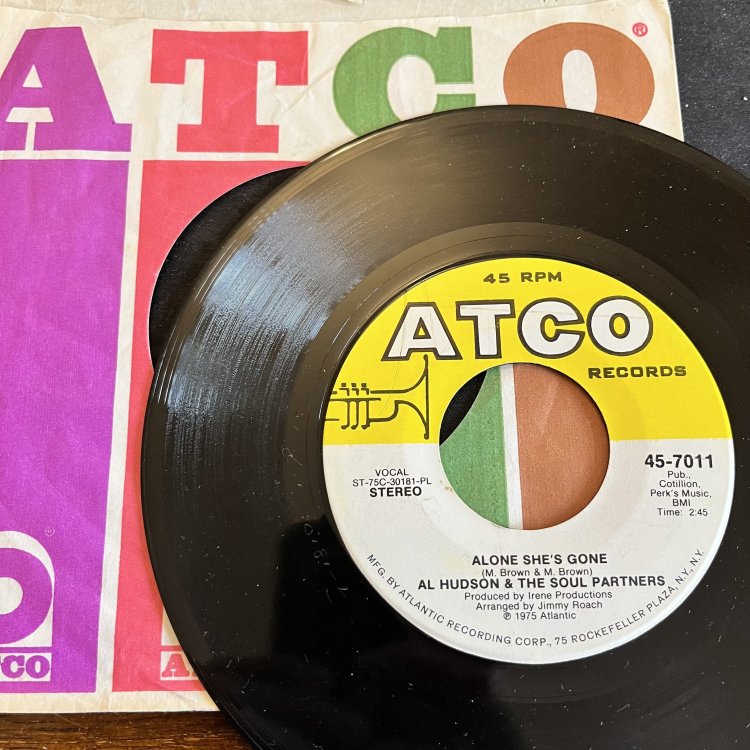 ATCO®
45 RPM
ATCO
RECORDS
VOCAL
ST-75C-30181-PL
STEREO
45-7011
Pub.,
Cotillion,
Perk's Music,
BMI
Time: 2:45
ALONE SHE'S GONE
(M. Brown & M. Brown)
AL HUDSON & THE SOUL PARTNERS
Produced by Irene Productions
Arranged by Jimmy Roach
℗ 1975 Atlantic
MFG. BY ATLANTIC RECORDING CORP., 75 ROCKEFELLER PLAZA, N.Y., N.Y.
®